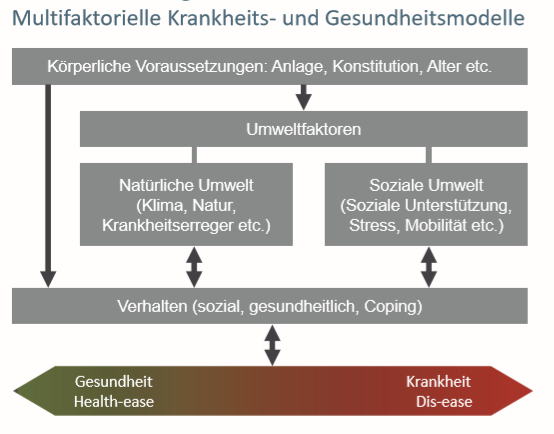 Multifaktorielle Krankheits- und Gesundheitsmodelle
Körperliche Voraussetzungen: Anlage, Konstitution, Alter etc.
Umweltfaktoren
Natürliche Umwelt
(Klima, Natur,
Krankheitserreger etc.)
Soziale Umwelt
(Soziale Unterstützung,
Stress, Mobilität etc.)
Verhalten (sozial, gesundheitlich, Coping)
Gesundheit
Health-ease
Krankheit
Dis-ease